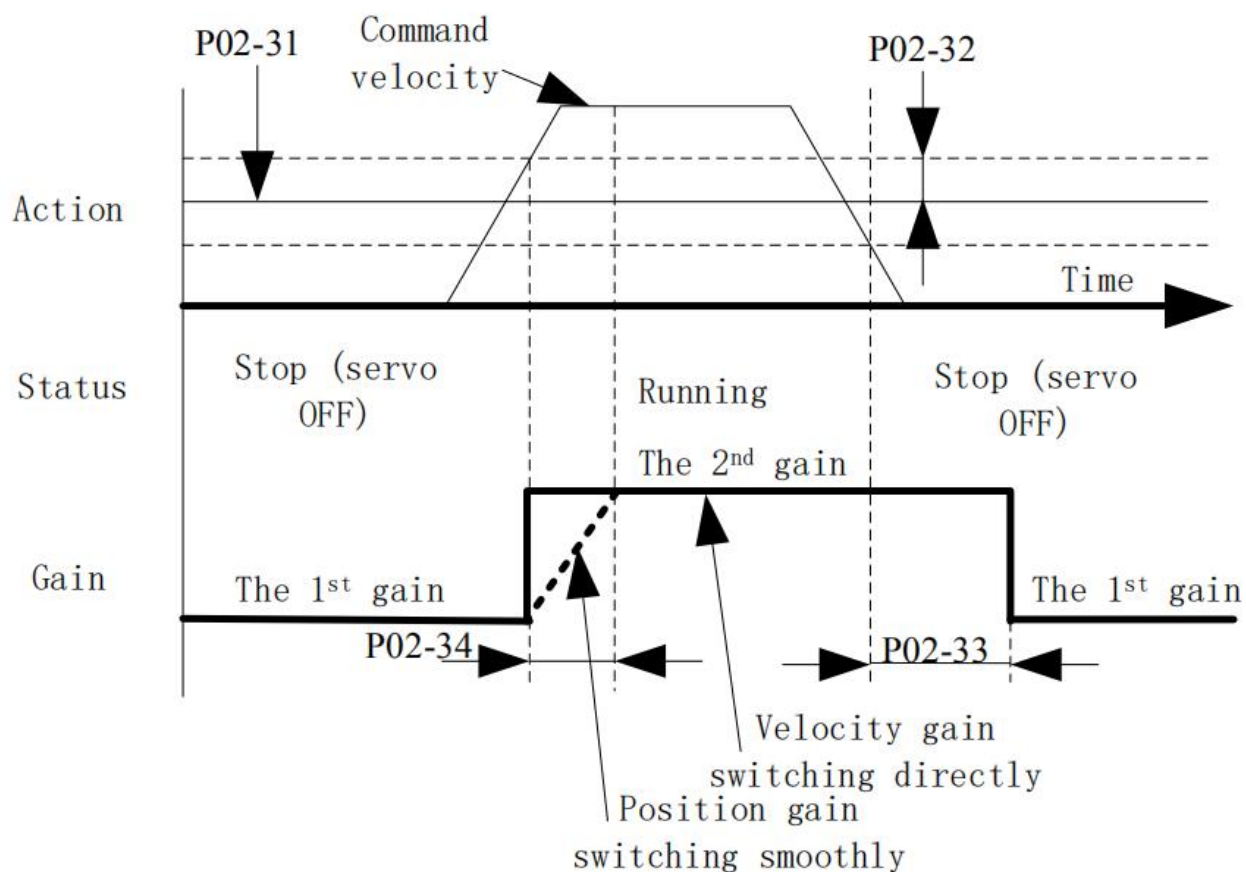 P02-31
Command
velocity
P02-32
Action
Time
Status
Stop (servo
OFF)
Running
Stop (servo
OFF)
The 2nd gain
Gain
The 1st gain
The 1st gain
P02-34
P02-33
Velocity gain
switching directly
Position gain
switching smoothly